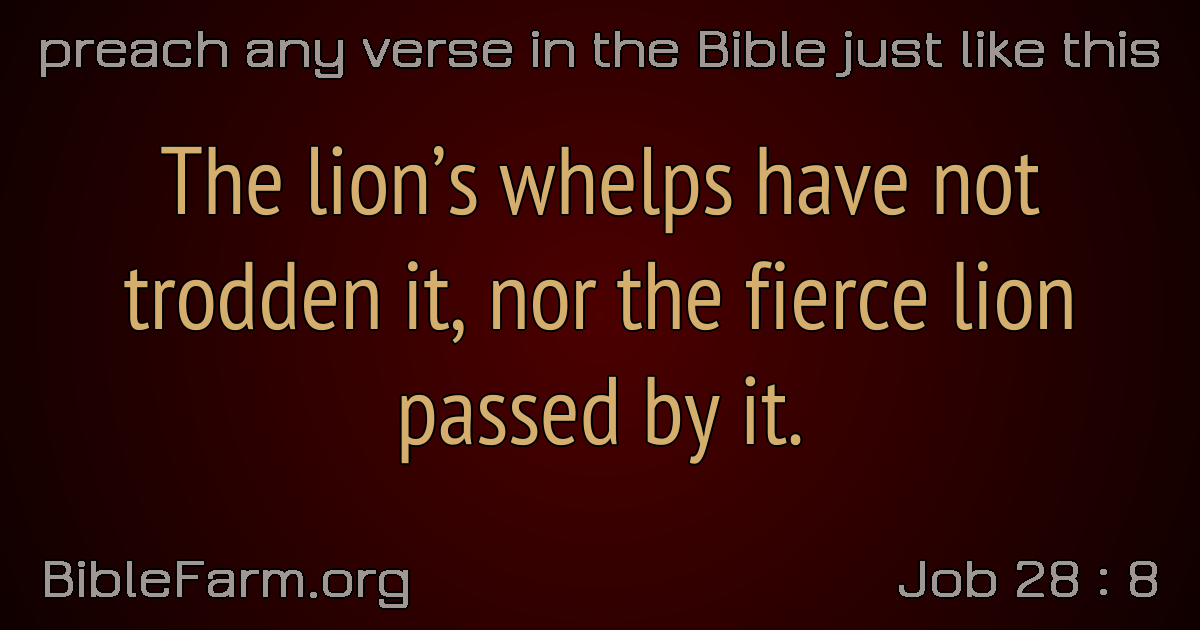 preach any verse in the Bible just like this
The lion’s whelps have not
trodden it, nor the fierce lion
passed by it.
BibleFarm.org
Job 28 : 8